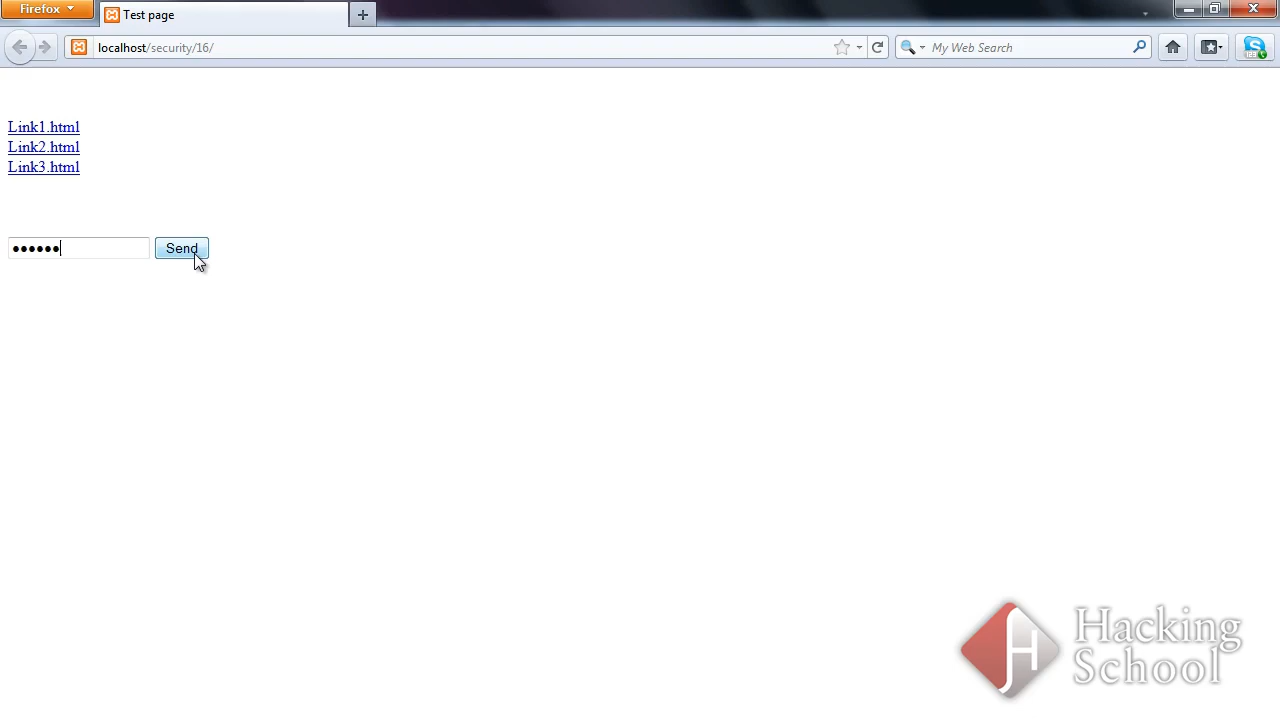 Firefox
Test page
localhost/security/16/
My Web Search
Link1.html
Link2.html
Link3.html
●●●●●● Send
Hacking
School